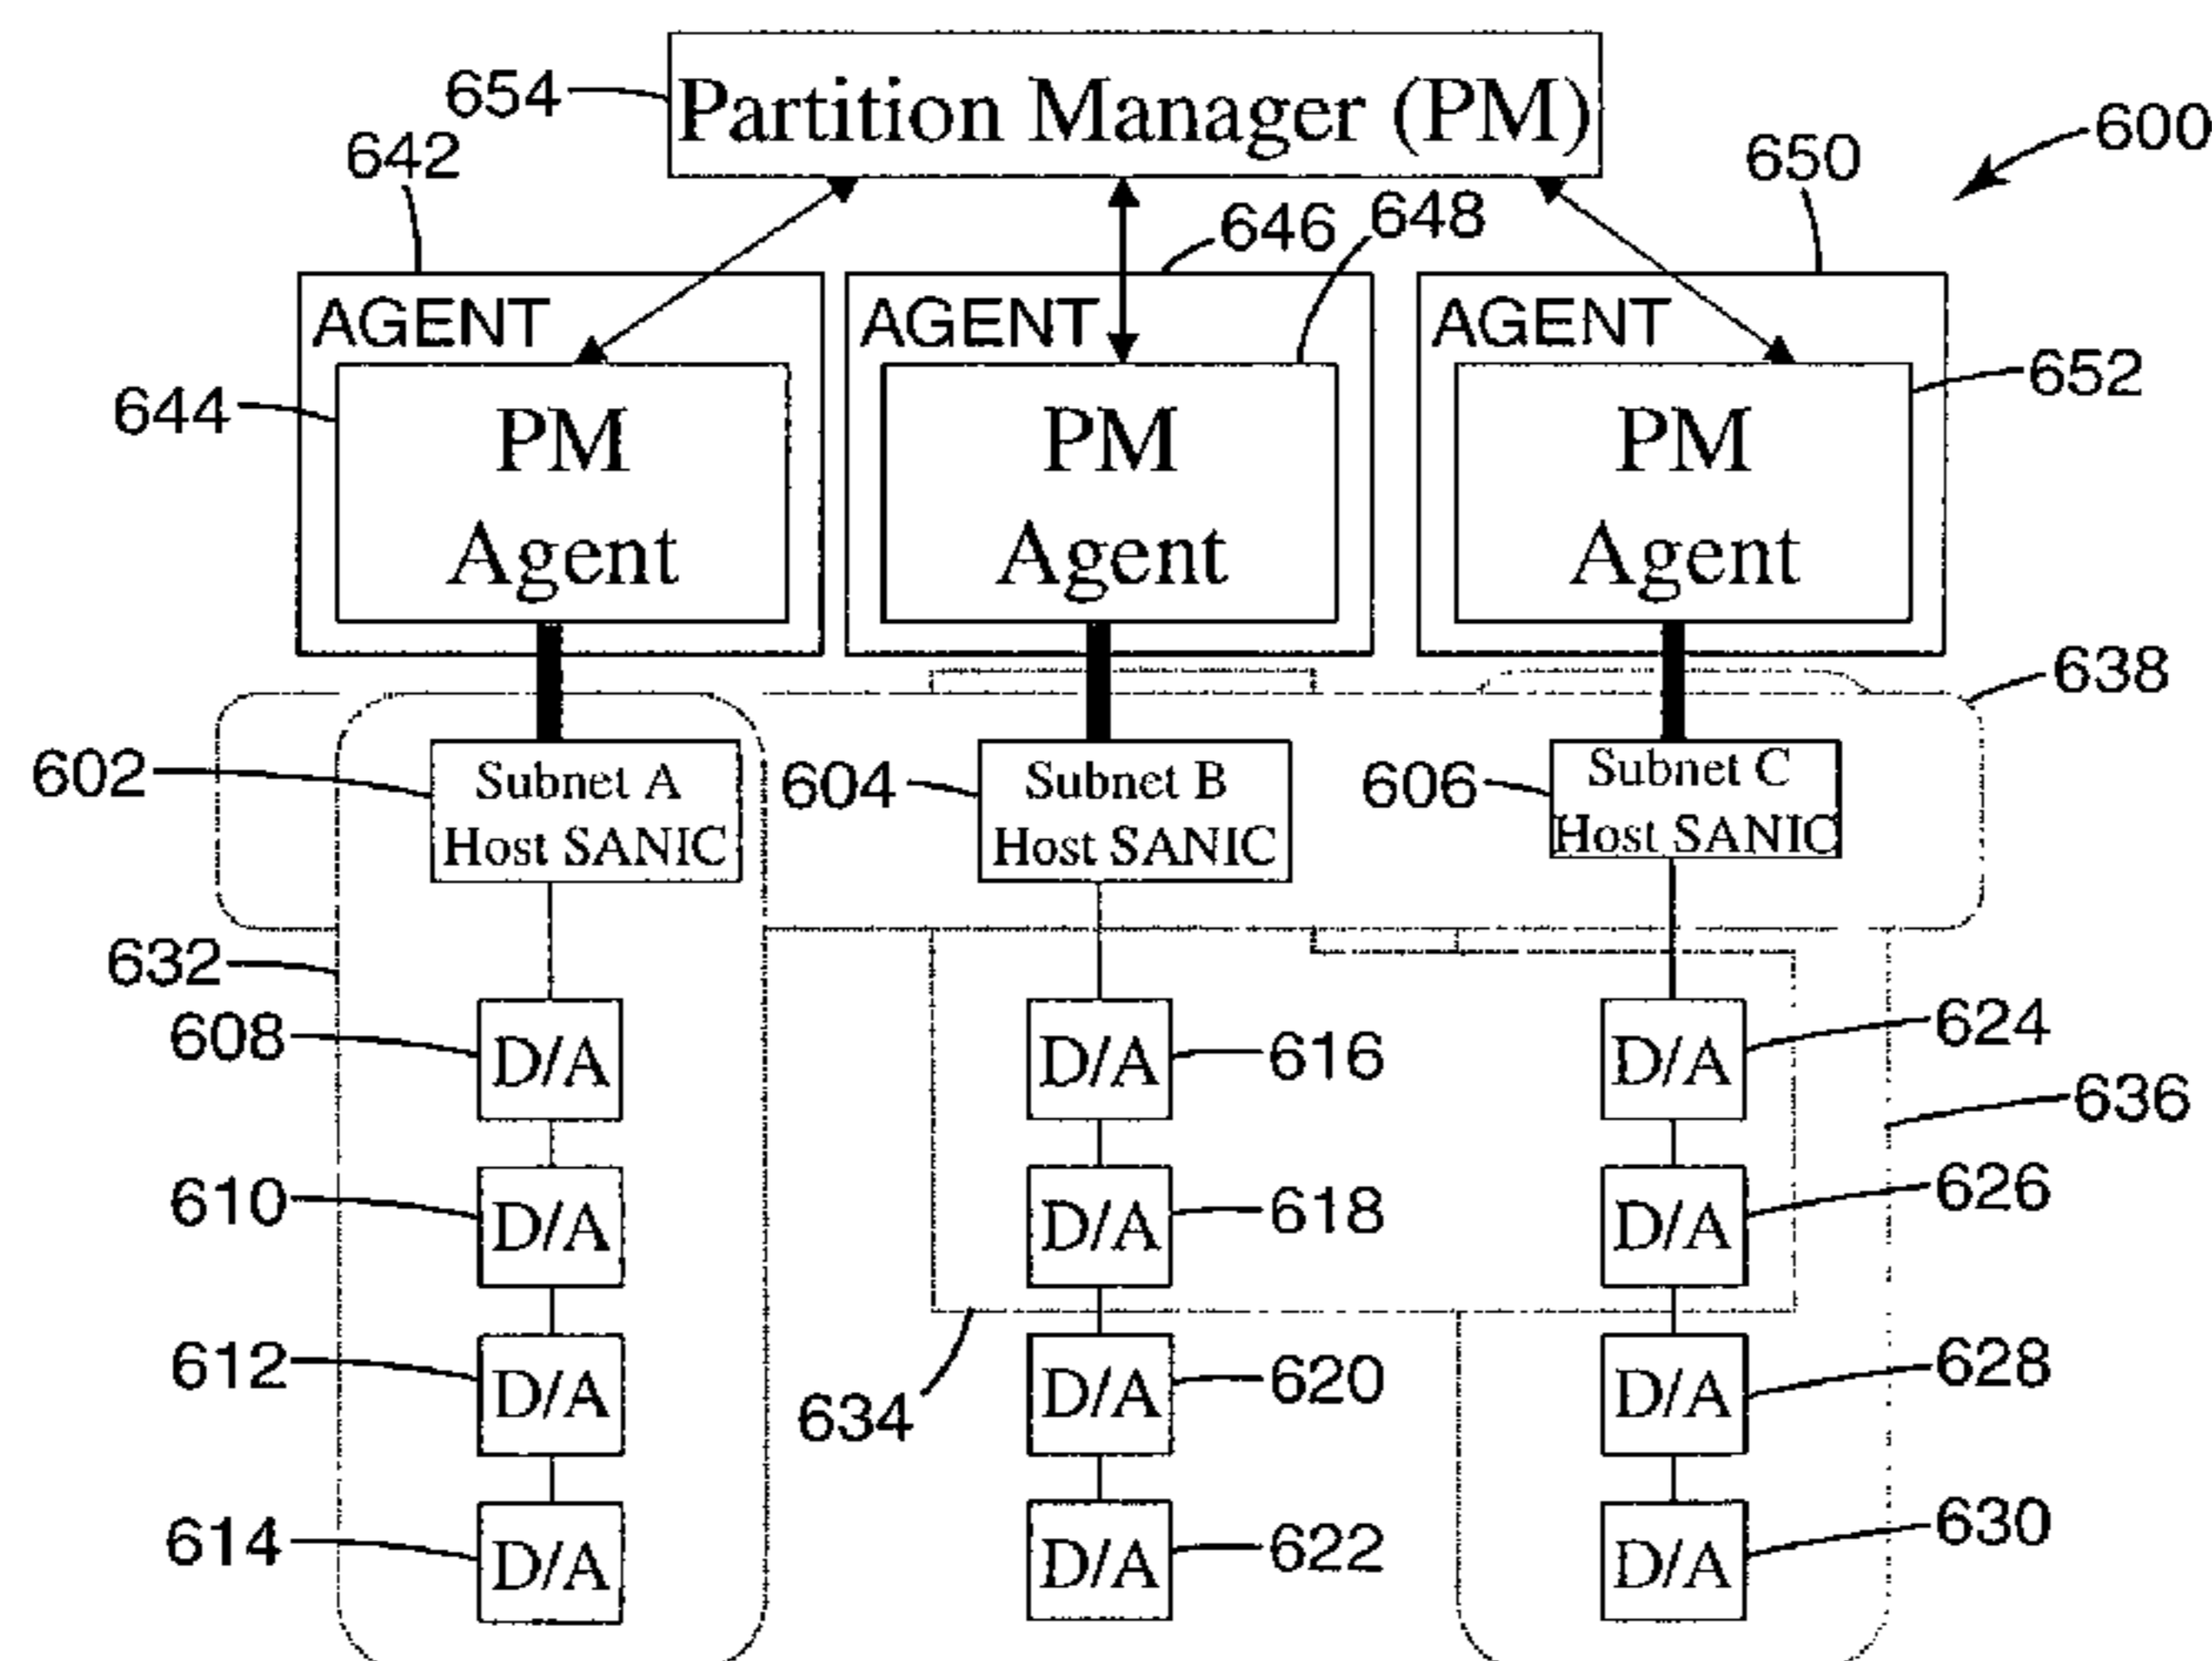 654
Partition Manager (PM)
600
642
650
646
648
AGENT
AGENT
AGENT
644
PM
Agent
PM
Agent
PM
Agent
652
638
602
Subnet A
Host SANIC
604
Subnet B
Host SANIC
606
Subnet C
Host SANIC
632
608
D/A
D/A
616
D/A
624
636
610
D/A
D/A
618
D/A
626
612
D/A
634
D/A
620
D/A
628
614
D/A
D/A
622
D/A
630